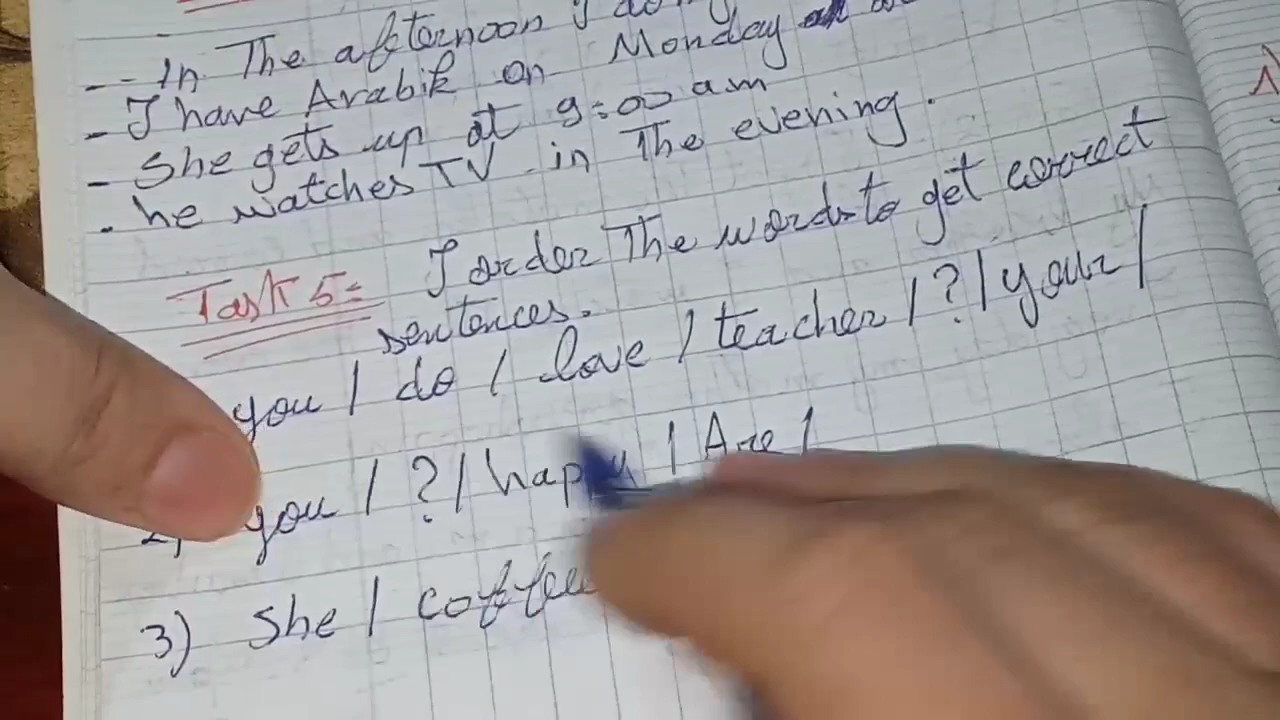 - In The afternoon I do
- I have Arabik on Monday
- She gets up at 9:00 am
. he watches TV in The evening.
Task 5: I order The words to get correct
sentences.
you / do / love / teacher / ? / your /
2) you / ? / happy / Are /
3) She / coffee